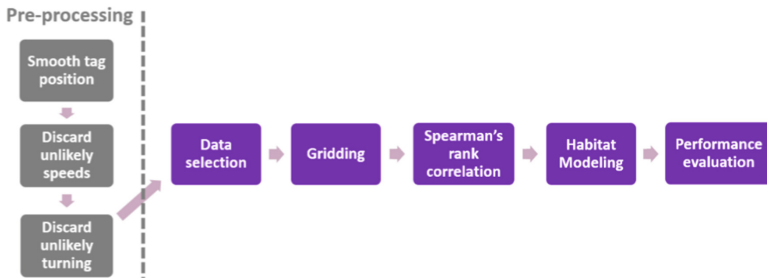 Pre-processing
Smooth tag
position
Discard
unlikely
speeds
Discard
unlikely
turning
Data
selection
Gridding
Spearman's
rank
correlation
Habitat
Modeling
Performance
evaluation